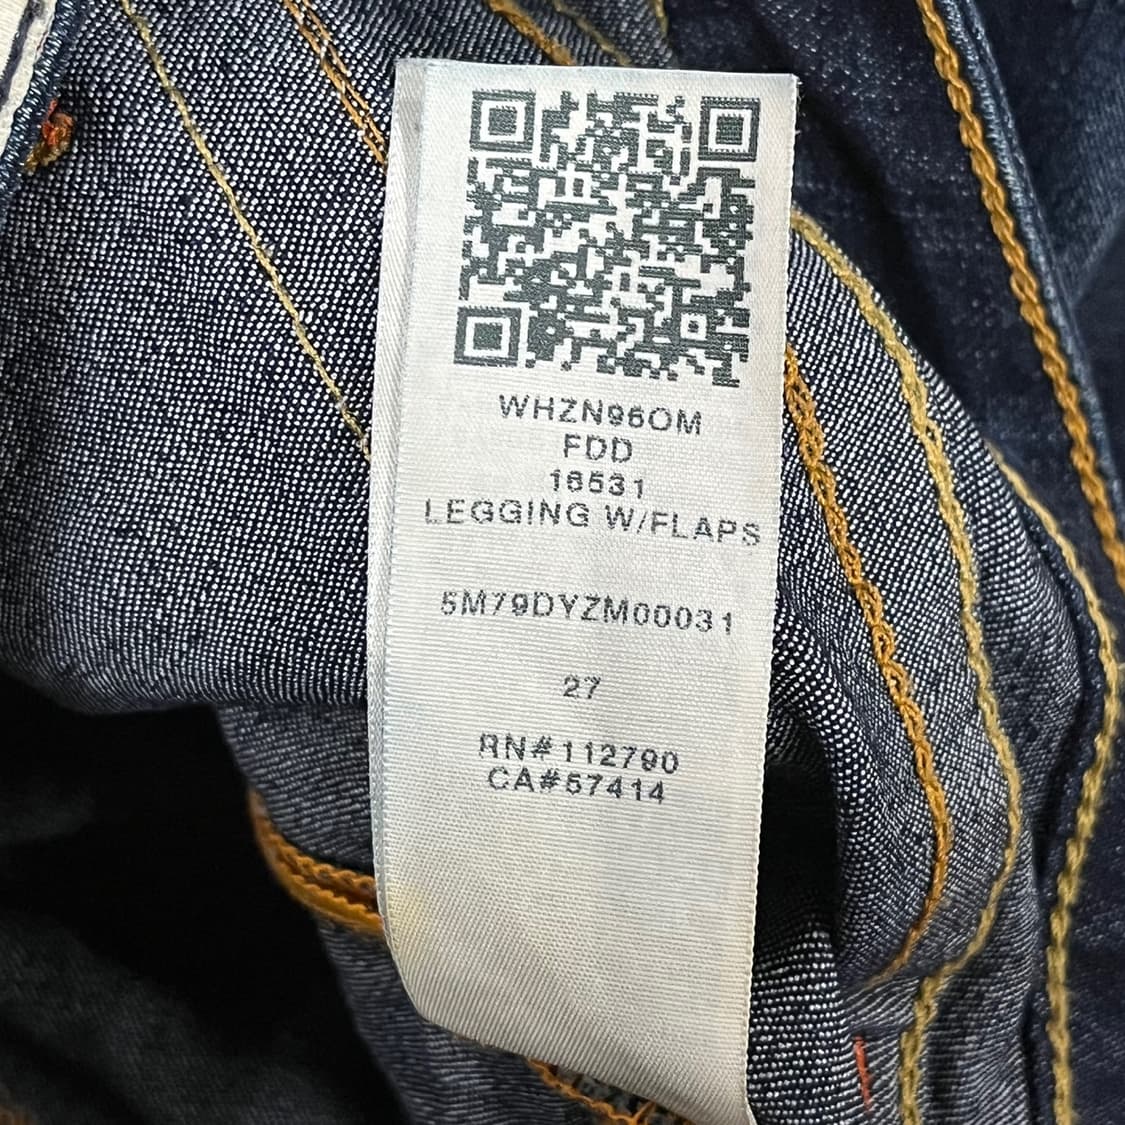 WHZN96OM
FDD
16531
LEGGING W/FLAPS
5M79DYZM00031
27
RN#112790
CA#57414